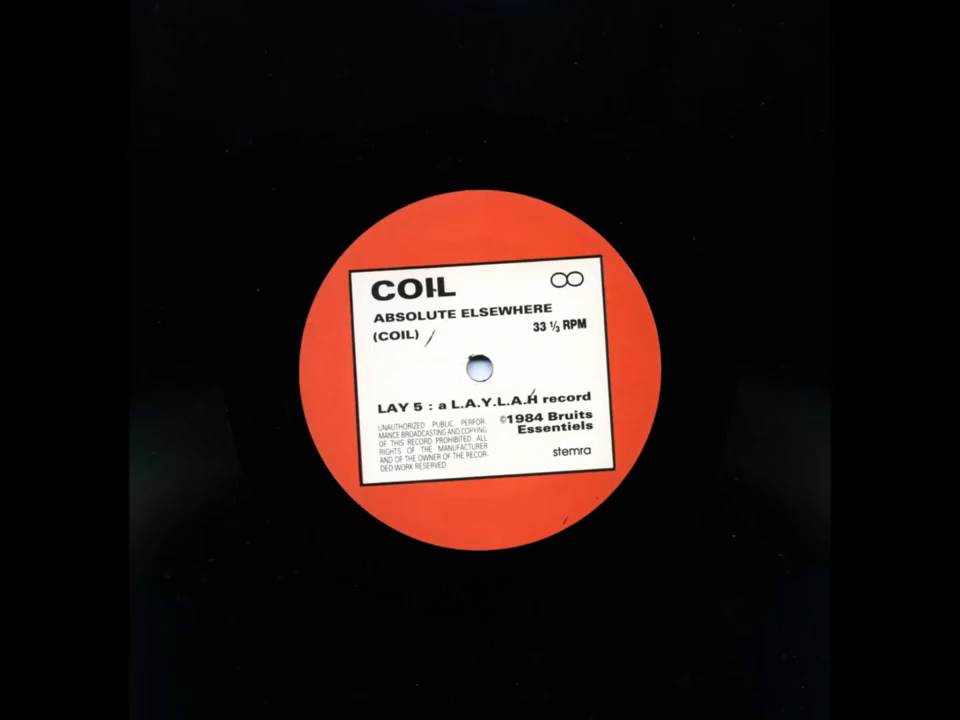 COIL
ABSOLUTE ELSEWHERE
(COIL)
33 ⅓ RPM
LAY 5 : a L.A.Y.L.A.H record
©1984 Bruits
Essentiels
UNAUTHORIZED PUBLIC PERFOR-
MANCE BROADCASTING AND COPYING
OF THIS RECORD PROHIBITED. ALL
RIGHTS OF THE MANUFACTURER
AND OF THE OWNER OF THE RECOR-
DED WORK RESERVED.
stemra